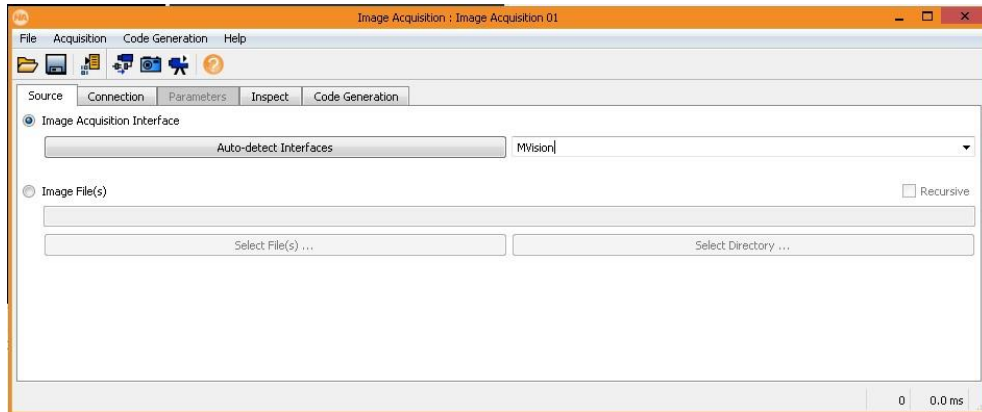 Image Acquisition : Image Acquisition 01
File Acquisition Code Generation Help
Source Connection Parameters Inspect Code Generation
Image Acquisition Interface
Auto-detect Interfaces MVision
Image File(s) Recursive
Select File(s) ... Select Directory ...
0 0.0 ms